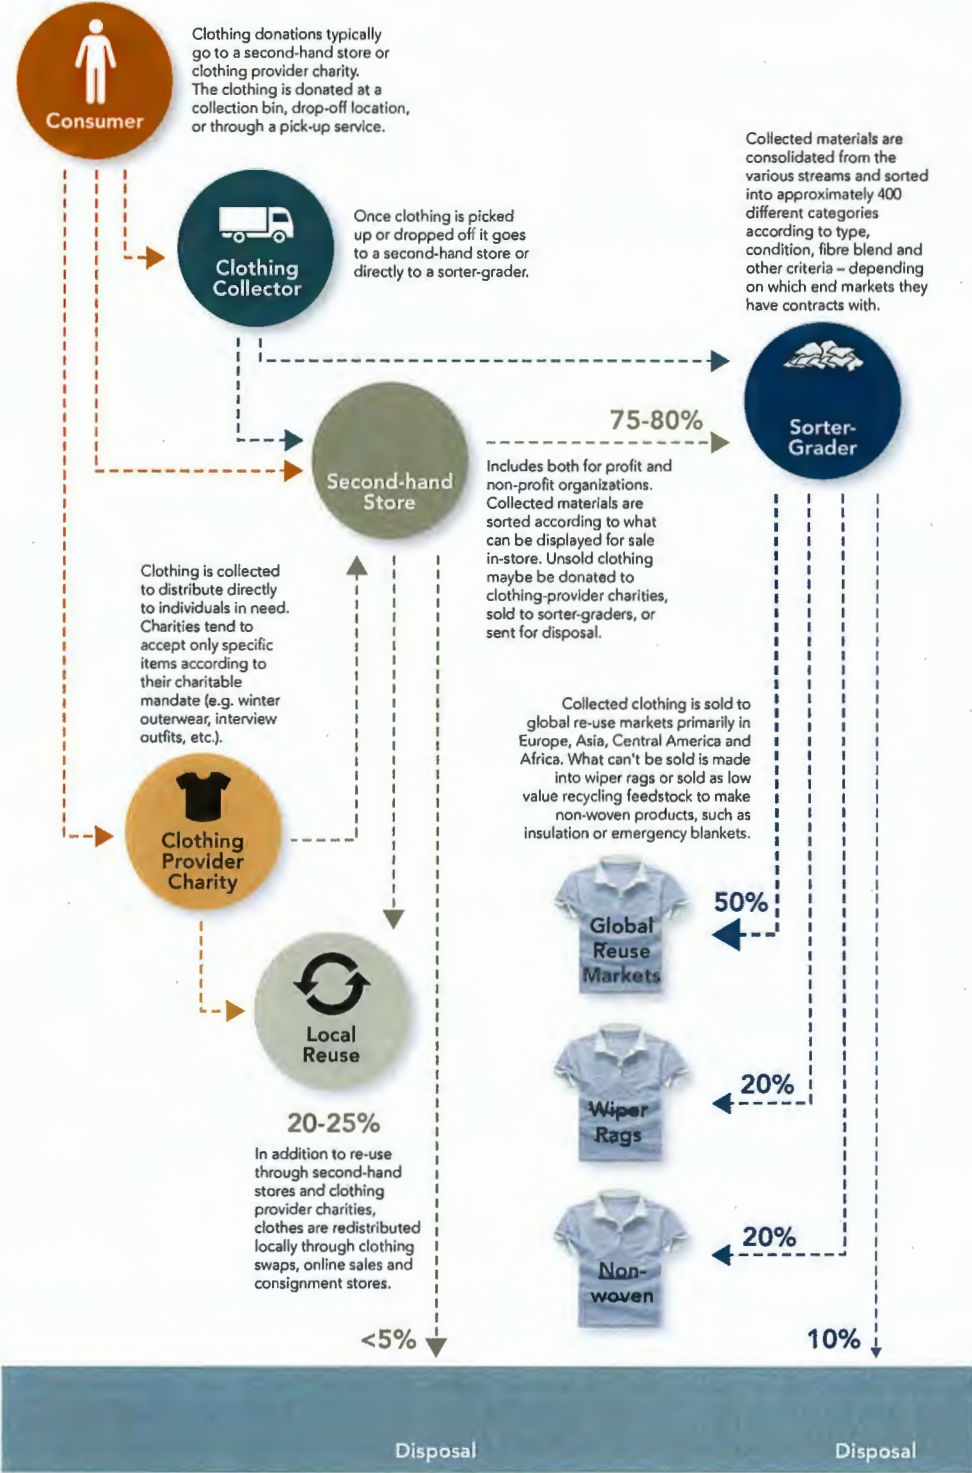 Consumer
Clothing donations typically
go to a second-hand store or
clothing provider charity.
The clothing is donated at a
collection bin, drop-off location,
or through a pick-up service.
Clothing
Collector
Once clothing is picked
up or dropped off it goes
to a second-hand store or
directly to a sorter-grader.
Collected materials are
consolidated from the
various streams and sorted
into approximately 400
different categories
according to type,
condition, fibre blend and
other criteria – depending
on which end markets they
have contracts with.
Sorter-
Grader
75-80%
Second-hand
Store
Includes both for profit and
non-profit organizations.
Collected materials are
sorted according to what
can be displayed for sale
in-store. Unsold clothing
maybe be donated to
clothing-provider charities,
sold to sorter-graders, or
sent for disposal.
Clothing is collected
to distribute directly
to individuals in need.
Charities tend to
accept only specific
items according to
their charitable
mandate (e.g. winter
outerwear, interview
outfits, etc.).
Clothing
Provider
Charity
Collected clothing is sold to
global re-use markets primarily in
Europe, Asia, Central America and
Africa. What can't be sold is made
into wiper rags or sold as low
value recycling feedstock to make
non-woven products, such as
insulation or emergency blankets.
50%
Global
Reuse
Markets
Local
Reuse
20-25%
In addition to re-use
through second-hand
stores and clothing
provider charities,
clothes are redistributed
locally through clothing
swaps, online sales and
consignment stores.
20%
Wiper
Rags
20%
Non-
woven
<5%
10%
Disposal
Disposal